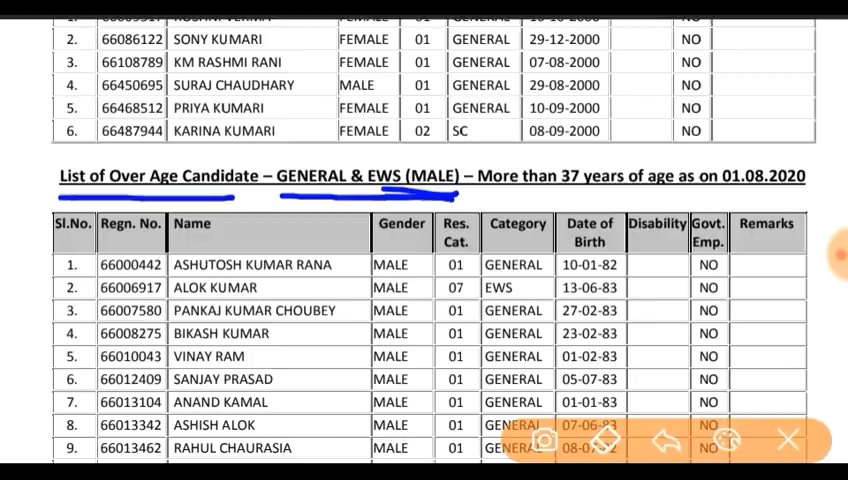 2. 66086122 SONY KUMARI FEMALE 01 GENERAL 29-12-2000 NO
3. 66108789 KM RASHMI RANI FEMALE 01 GENERAL 07-08-2000 NO
4. 66450695 SURAJ CHAUDHARY MALE 01 GENERAL 29-08-2000 NO
5. 66468512 PRIYA KUMARI FEMALE 01 GENERAL 10-09-2000 NO
6. 66487944 KARINA KUMARI FEMALE 02 SC 08-09-2000 NO
List of Over Age Candidate – GENERAL & EWS (MALE) – More than 37 years of age as on 01.08.2020
Sl.No. Regn. No. Name Gender Res. Cat. Category Date of Birth Disability Govt. Emp. Remarks
1. 66000442 ASHUTOSH KUMAR RANA MALE 01 GENERAL 10-01-82 NO
2. 66006917 ALOK KUMAR MALE 07 EWS 13-06-83 NO
3. 66007580 PANKAJ KUMAR CHOUBEY MALE 01 GENERAL 27-02-83 NO
4. 66008275 BIKASH KUMAR MALE 01 GENERAL 23-02-83 NO
5. 66010043 VINAY RAM MALE 01 GENERAL 01-02-83 NO
6. 66012409 SANJAY PRASAD MALE 01 GENERAL 05-07-83 NO
7. 66013104 ANAND KAMAL MALE 01 GENERAL 01-01-83 NO
8. 66013342 ASHISH ALOK MALE 01 GENERAL 07-06-83 NO
9. 66013462 RAHUL CHAURASIA MALE 01 GENERAL NO